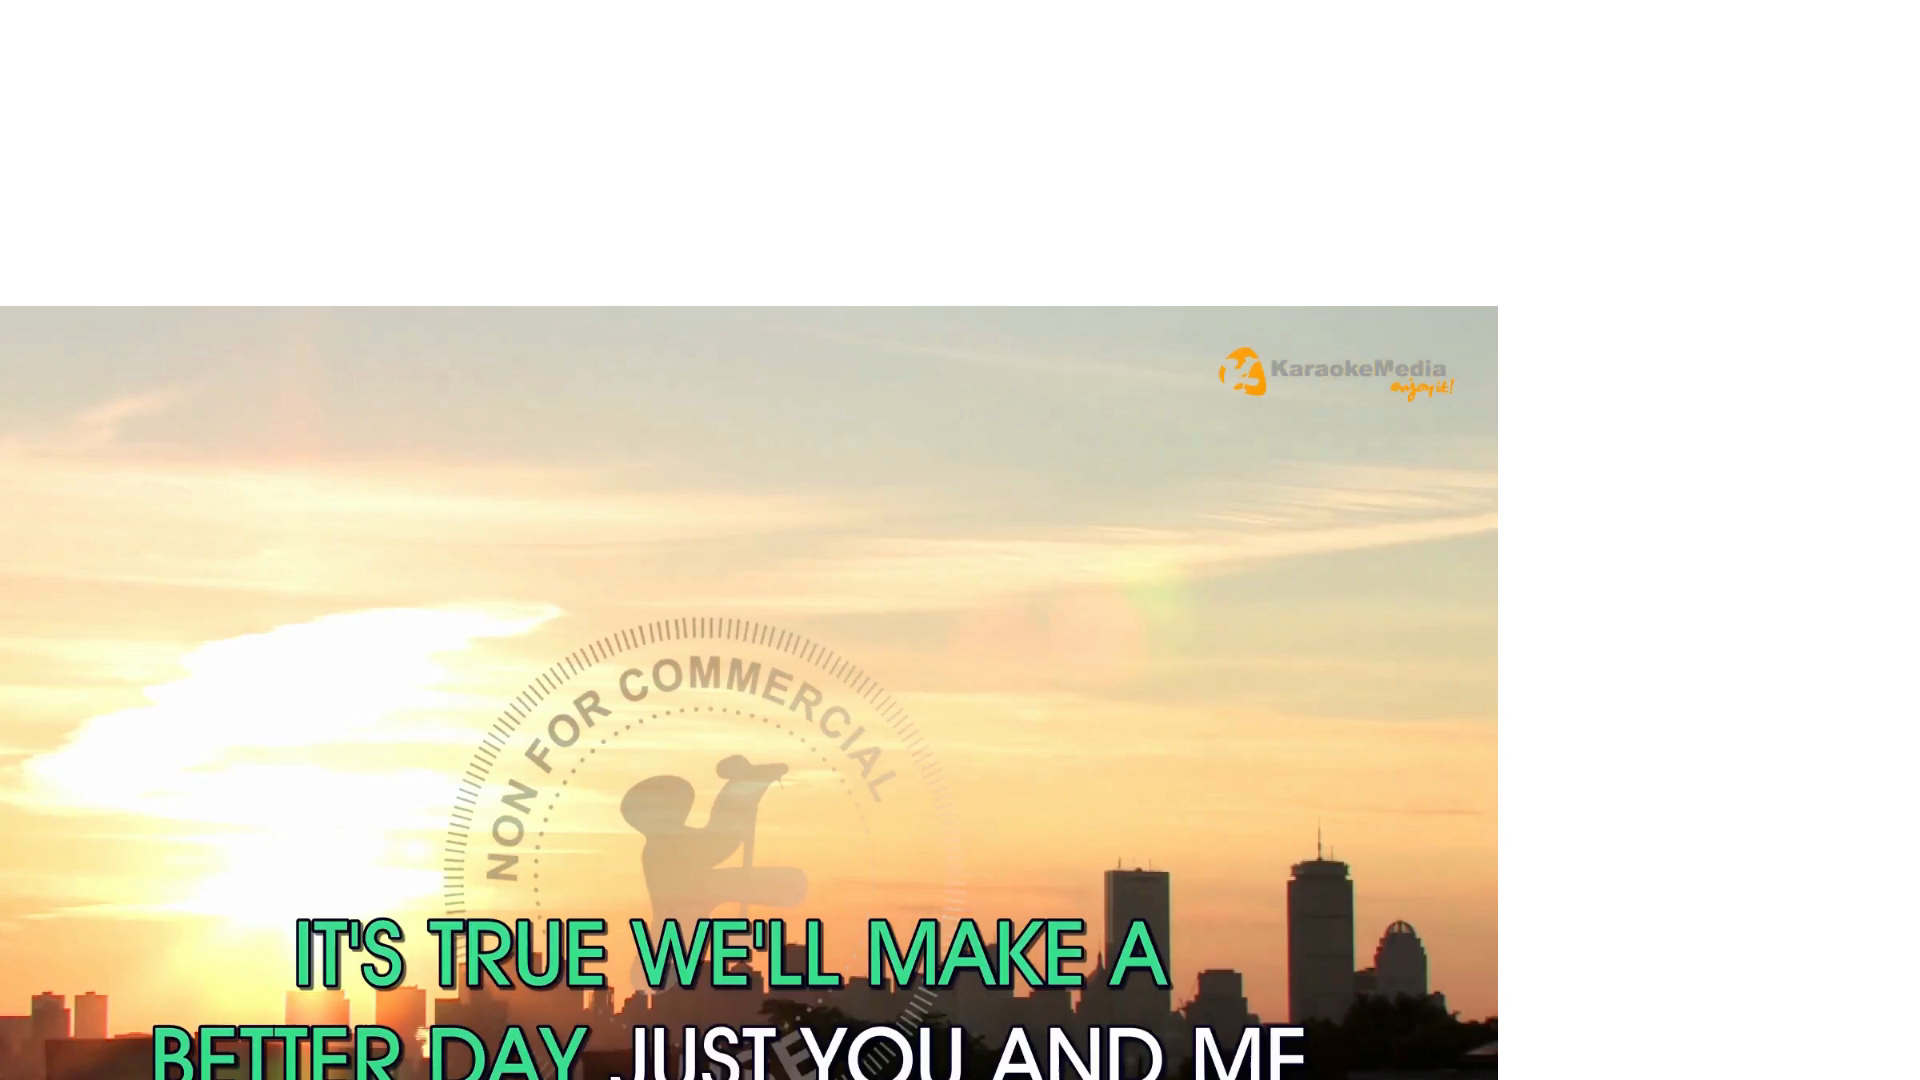 KaraokeMedia
enjoy it!
NON FOR COMMERCIAL
IT'S TRUE WE'LL MAKE A
BETTER DAY JUST YOU AND ME